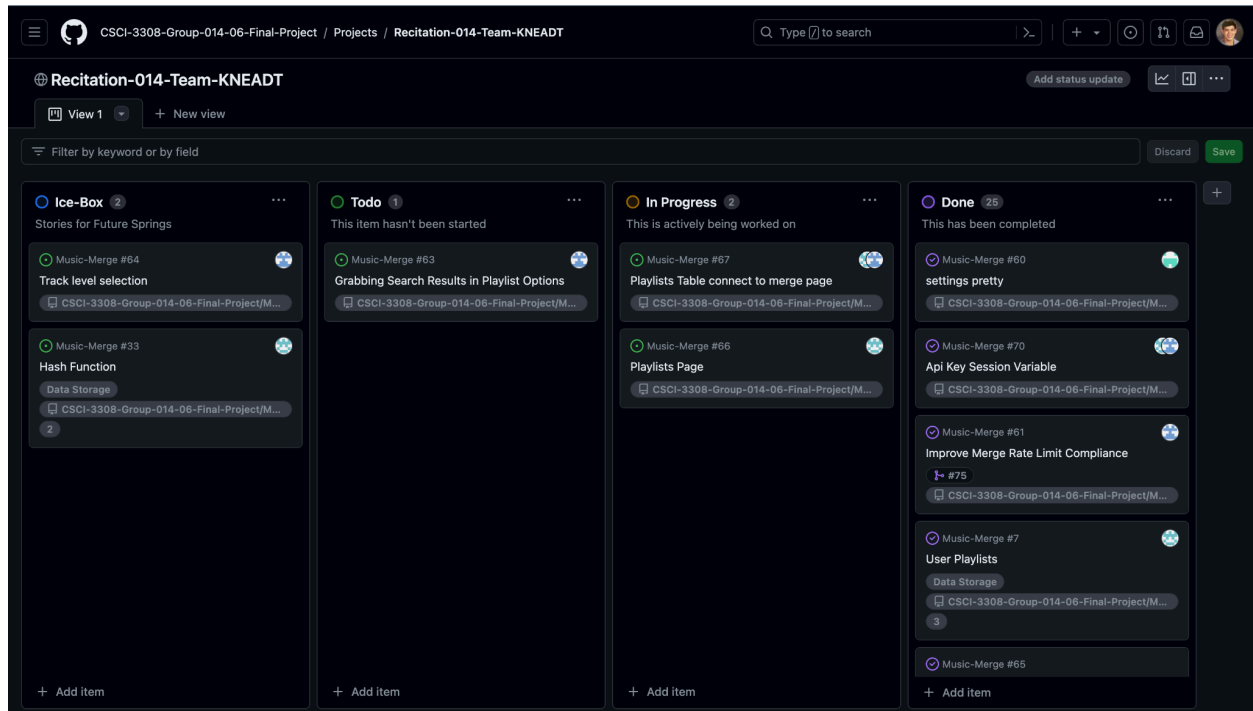 CSCI-3308-Group-014-06-Final-Project / Projects / Recitation-014-Team-KNEADT
Type / to search
Recitation-014-Team-KNEADT
Add status update
View 1
+ New view
Filter by keyword or by field
Discard
Save
Ice-Box 2
Stories for Future Springs
Music-Merge #64
Track level selection
CSCI-3308-Group-014-06-Final-Project/M...
Music-Merge #33
Hash Function
Data Storage
CSCI-3308-Group-014-06-Final-Project/M...
2
+ Add item
Todo 1
This item hasn't been started
Music-Merge #63
Grabbing Search Results in Playlist Options
CSCI-3308-Group-014-06-Final-Project/M...
+ Add item
In Progress 2
This is actively being worked on
Music-Merge #67
Playlists Table connect to merge page
CSCI-3308-Group-014-06-Final-Project/M...
Music-Merge #66
Playlists Page
CSCI-3308-Group-014-06-Final-Project/M...
+ Add item
Done 25
This has been completed
Music-Merge #60
settings pretty
CSCI-3308-Group-014-06-Final-Project/M...
Music-Merge #70
Api Key Session Variable
CSCI-3308-Group-014-06-Final-Project/M...
Music-Merge #61
Improve Merge Rate Limit Compliance
#75
CSCI-3308-Group-014-06-Final-Project/M...
Music-Merge #7
User Playlists
Data Storage
CSCI-3308-Group-014-06-Final-Project/M...
3
Music-Merge #65
+ Add item